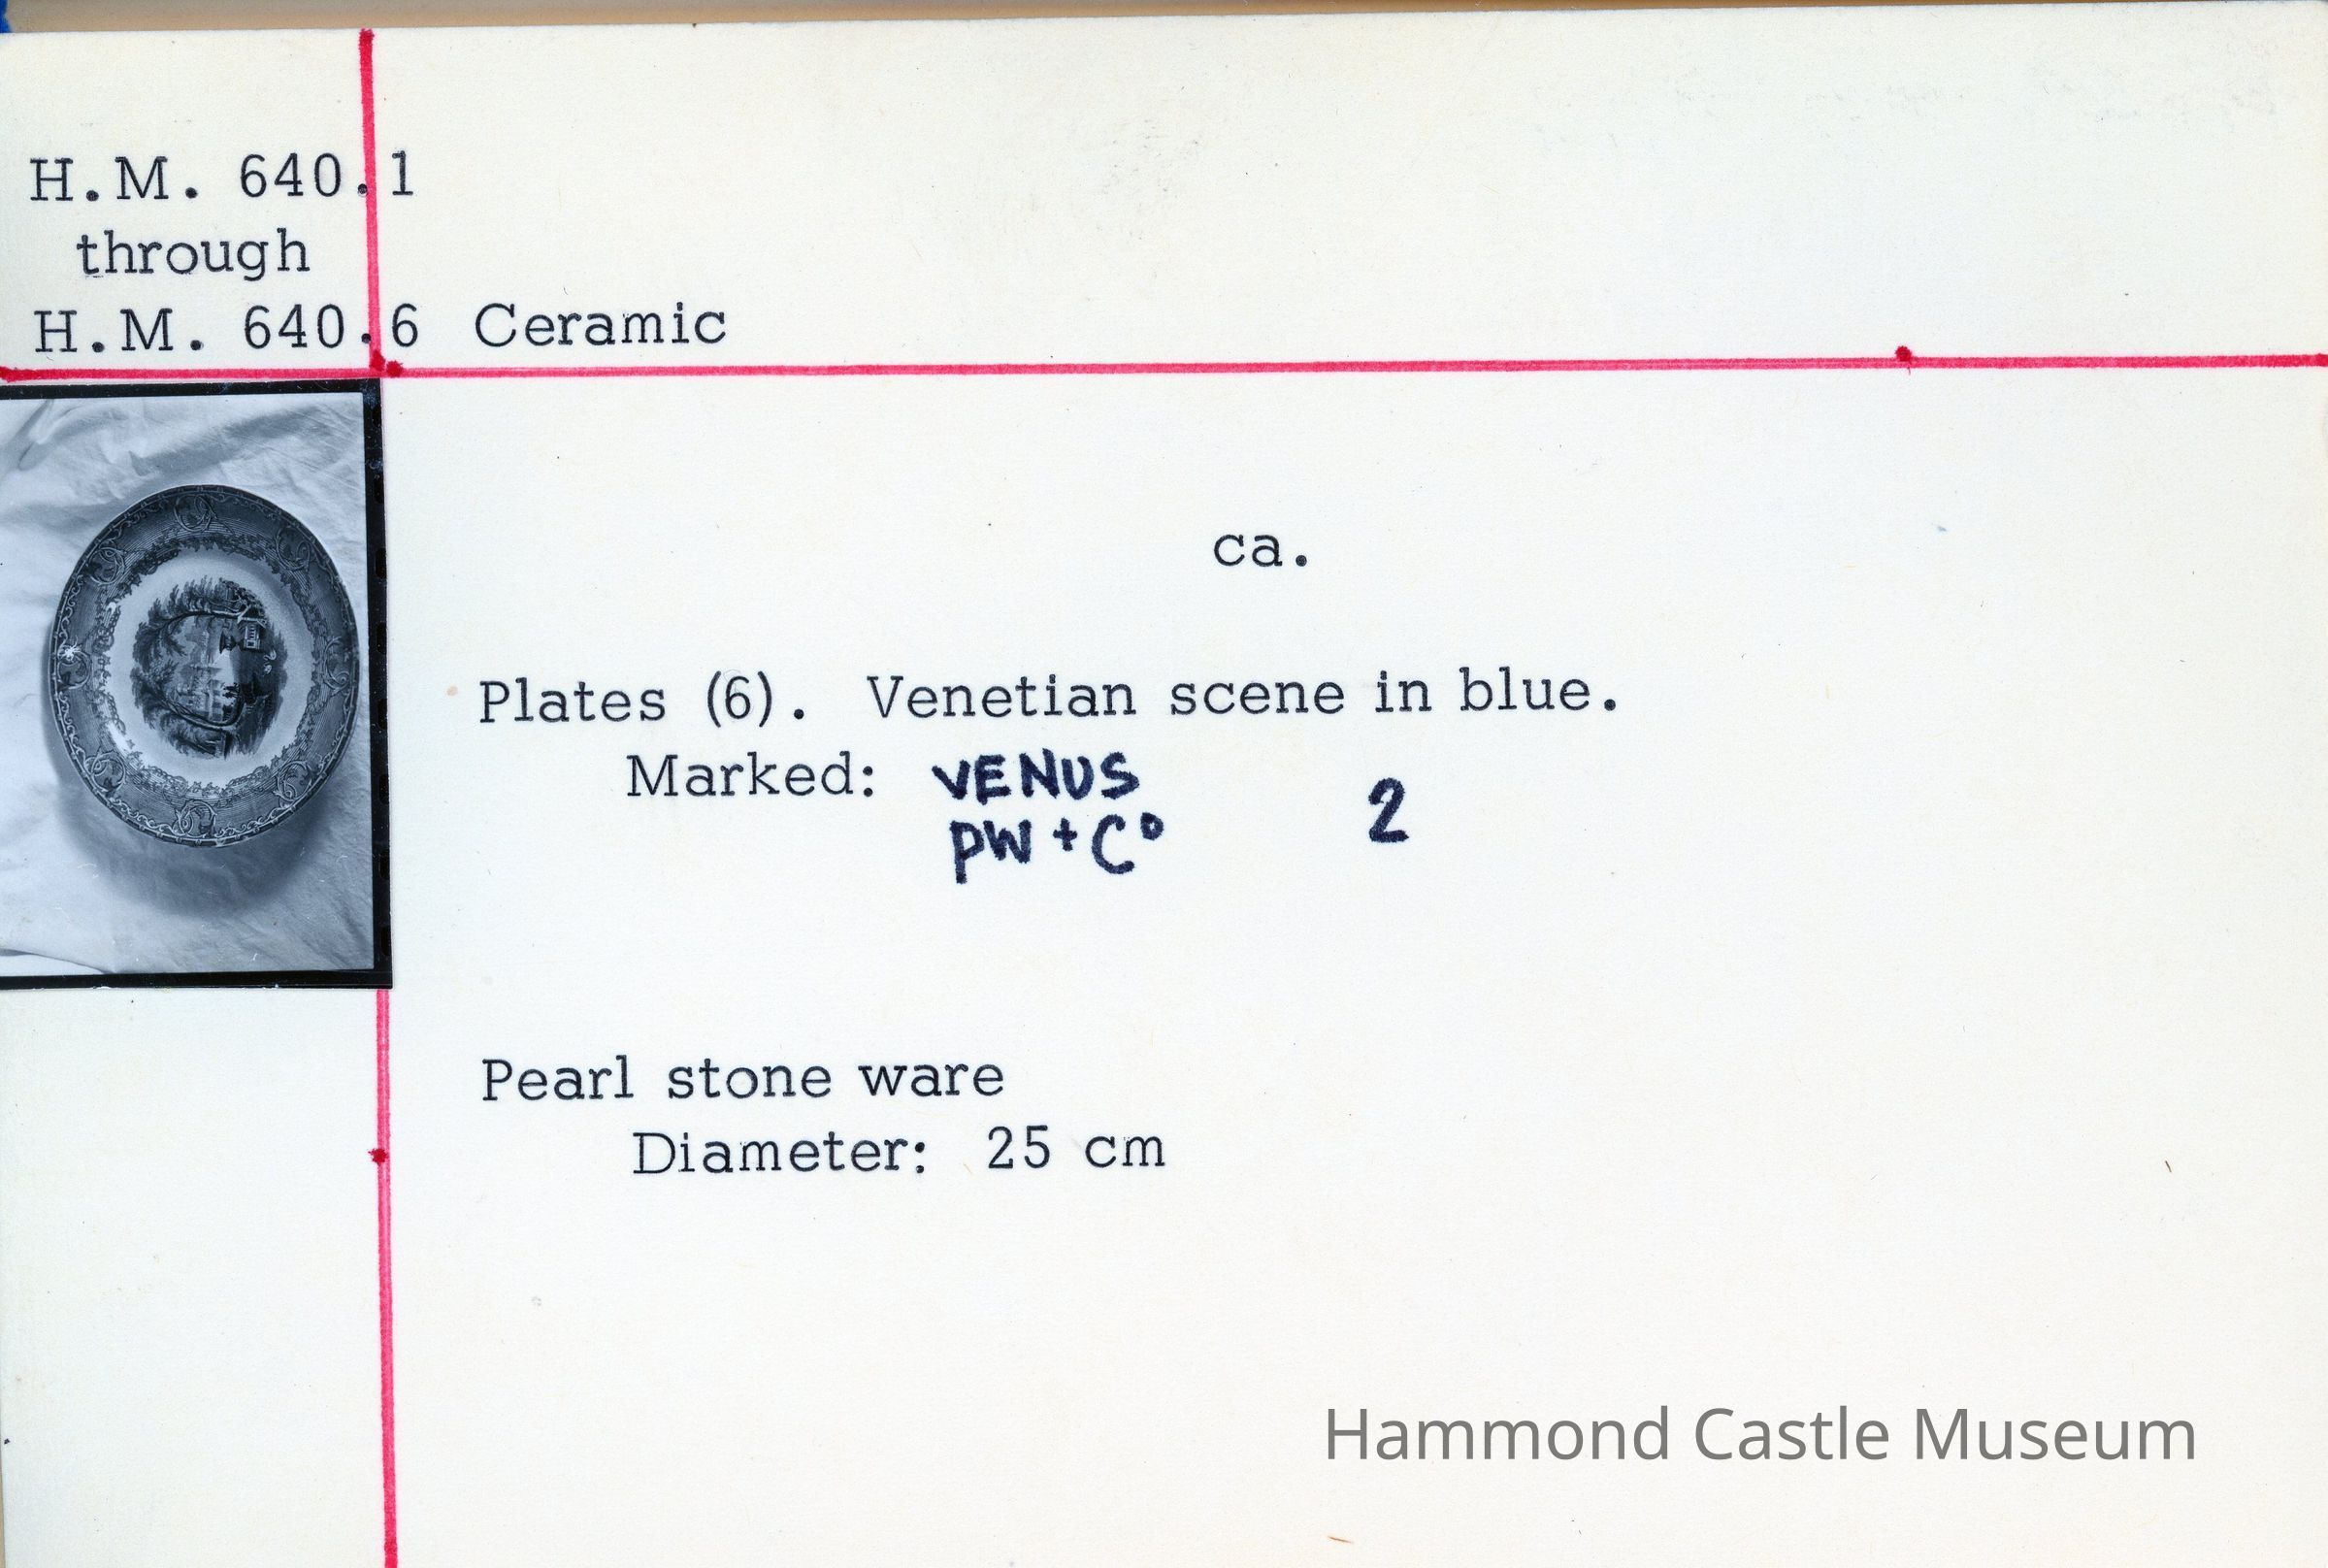 H.M. 640.1
through
H.M. 640.6 Ceramic
ca.
Plates (6). Venetian scene in blue.
Marked: VENUS 2
PW + Cº
Pearl stone ware
Diameter: 25 cm
Hammond Castle Museum